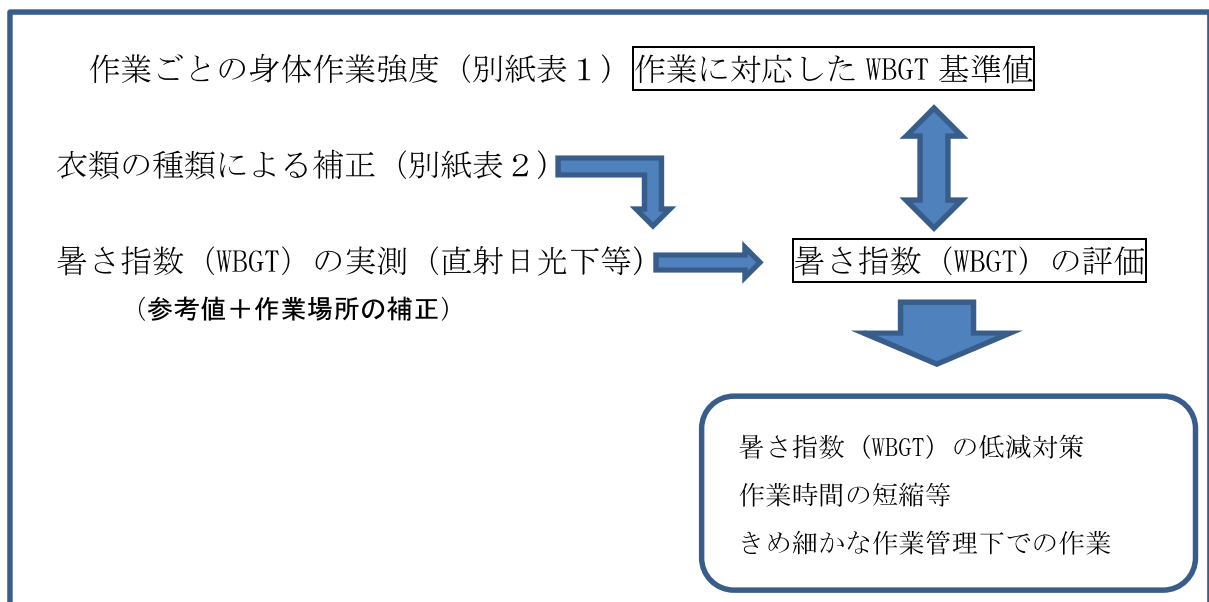 作業ごとの身体作業強度（別紙表１）作業に対応した WBGT 基準値
衣類の種類による補正（別紙表２）
暑さ指数（WBGT）の実測（直射日光下等） 暑さ指数（WBGT）の評価
（参考値＋作業場所の補正）
暑さ指数（WBGT）の低減対策
作業時間の短縮等
きめ細かな作業管理下での作業